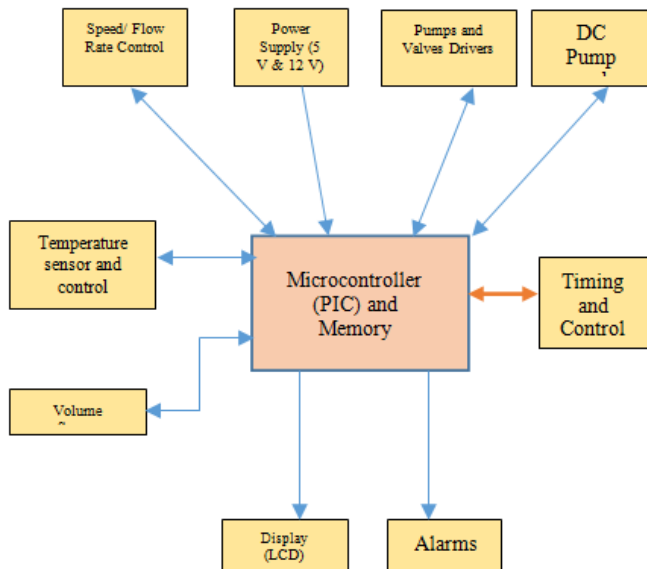 Speed/ Flow
Rate Control
Power
Supply (5
V & 12 V)
Pumps and
Valves Drivers
DC
Pump
Temperature
sensor and
control
Microcontroller
(PIC) and
Memory
Timing
and
Control
Volume
Display
(LCD)
Alarms